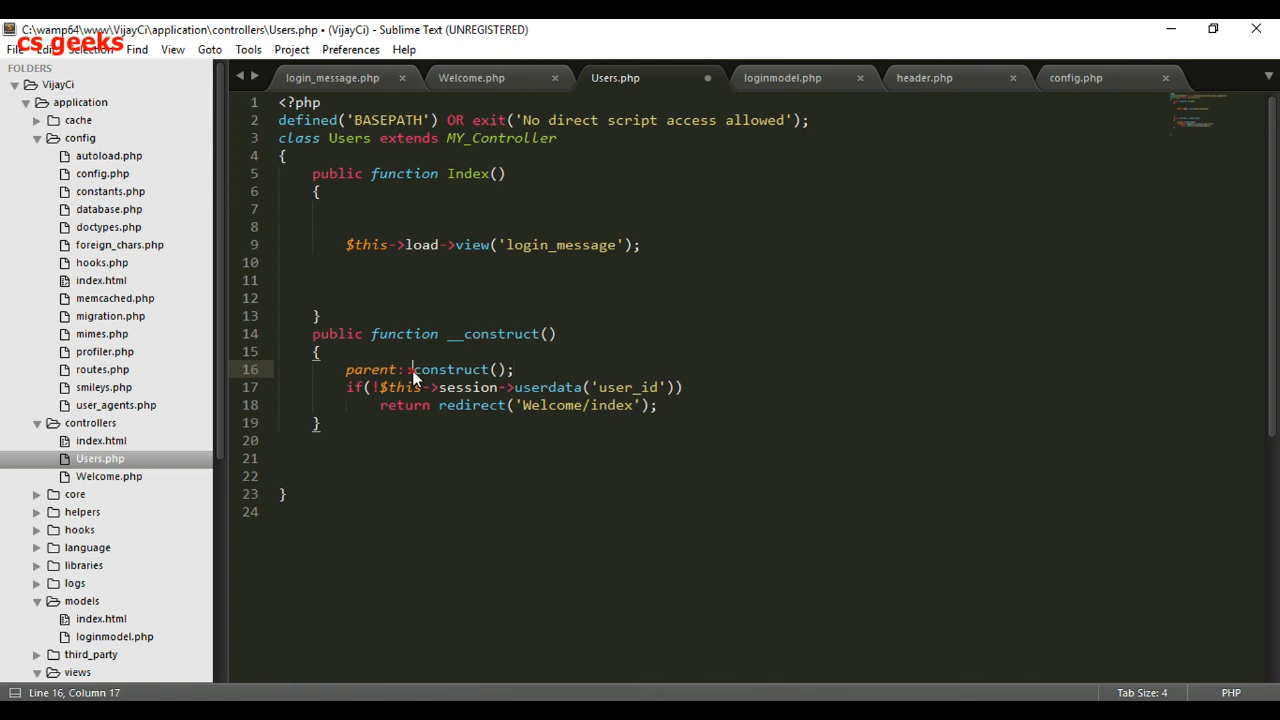 C:\wamp64\www\VijayCi\application\controllers\Users.php • (VijayCi) - Sublime Text (UNREGISTERED)
cs geeks
File Edit Selection Find View Goto Tools Project Preferences Help
FOLDERS
VijayCi
application
cache
config
autoload.php
config.php
constants.php
database.php
doctypes.php
foreign_chars.php
hooks.php
index.html
memcached.php
migration.php
mimes.php
profiler.php
routes.php
smileys.php
user_agents.php
controllers
index.html
Users.php
Welcome.php
core
helpers
hooks
language
libraries
logs
models
index.html
loginmodel.php
third_party
views
login_message.php Welcome.php Users.php loginmodel.php header.php config.php
1 <?php
2 defined('BASEPATH') OR exit('No direct script access allowed');
3 class Users extends MY_Controller
4 {
5 public function Index()
6 {
7
8
9 $this->load->view('login_message');
10
11
12
13 }
14 public function __construct()
15 {
16 parent::construct();
17 if(!$this->session->userdata('user_id'))
18 return redirect('Welcome/index');
19 }
20
21
22
23 }
24
Line 16, Column 17 Tab Size: 4 PHP